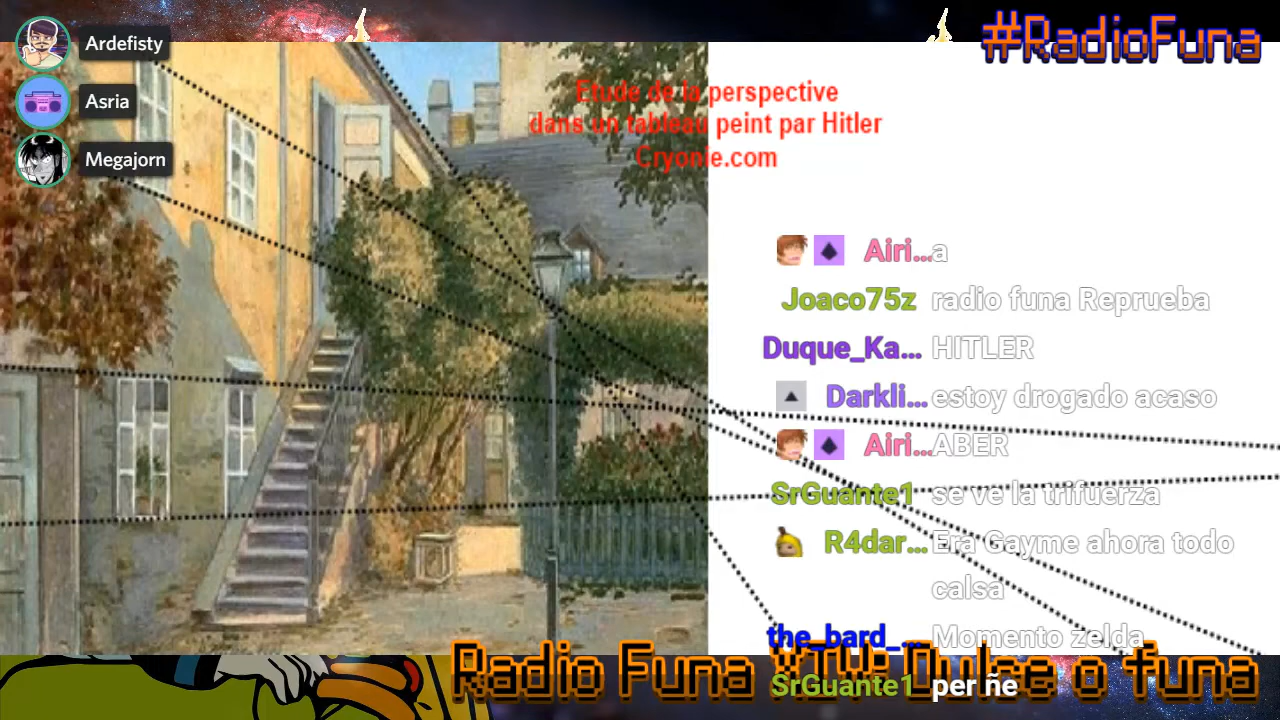 Ardefisty
Asria
Megajorn
#RadioFuna
Etude de la perspective
dans un tableau peint par Hitler
Cryonie.com
Airi... a
Joaco75z radio funa Reprueba
Duque_Ka... HITLER
Darkli... estoy drogado acaso
Airi... ABER
SrGuante1 se ve la trifuerza
R4dar... Era Gayme ahora todo
calsa
the_bard_... Momento zelda
Radio Funa XIV: Dulce o funa
SrGuante1 per ñe